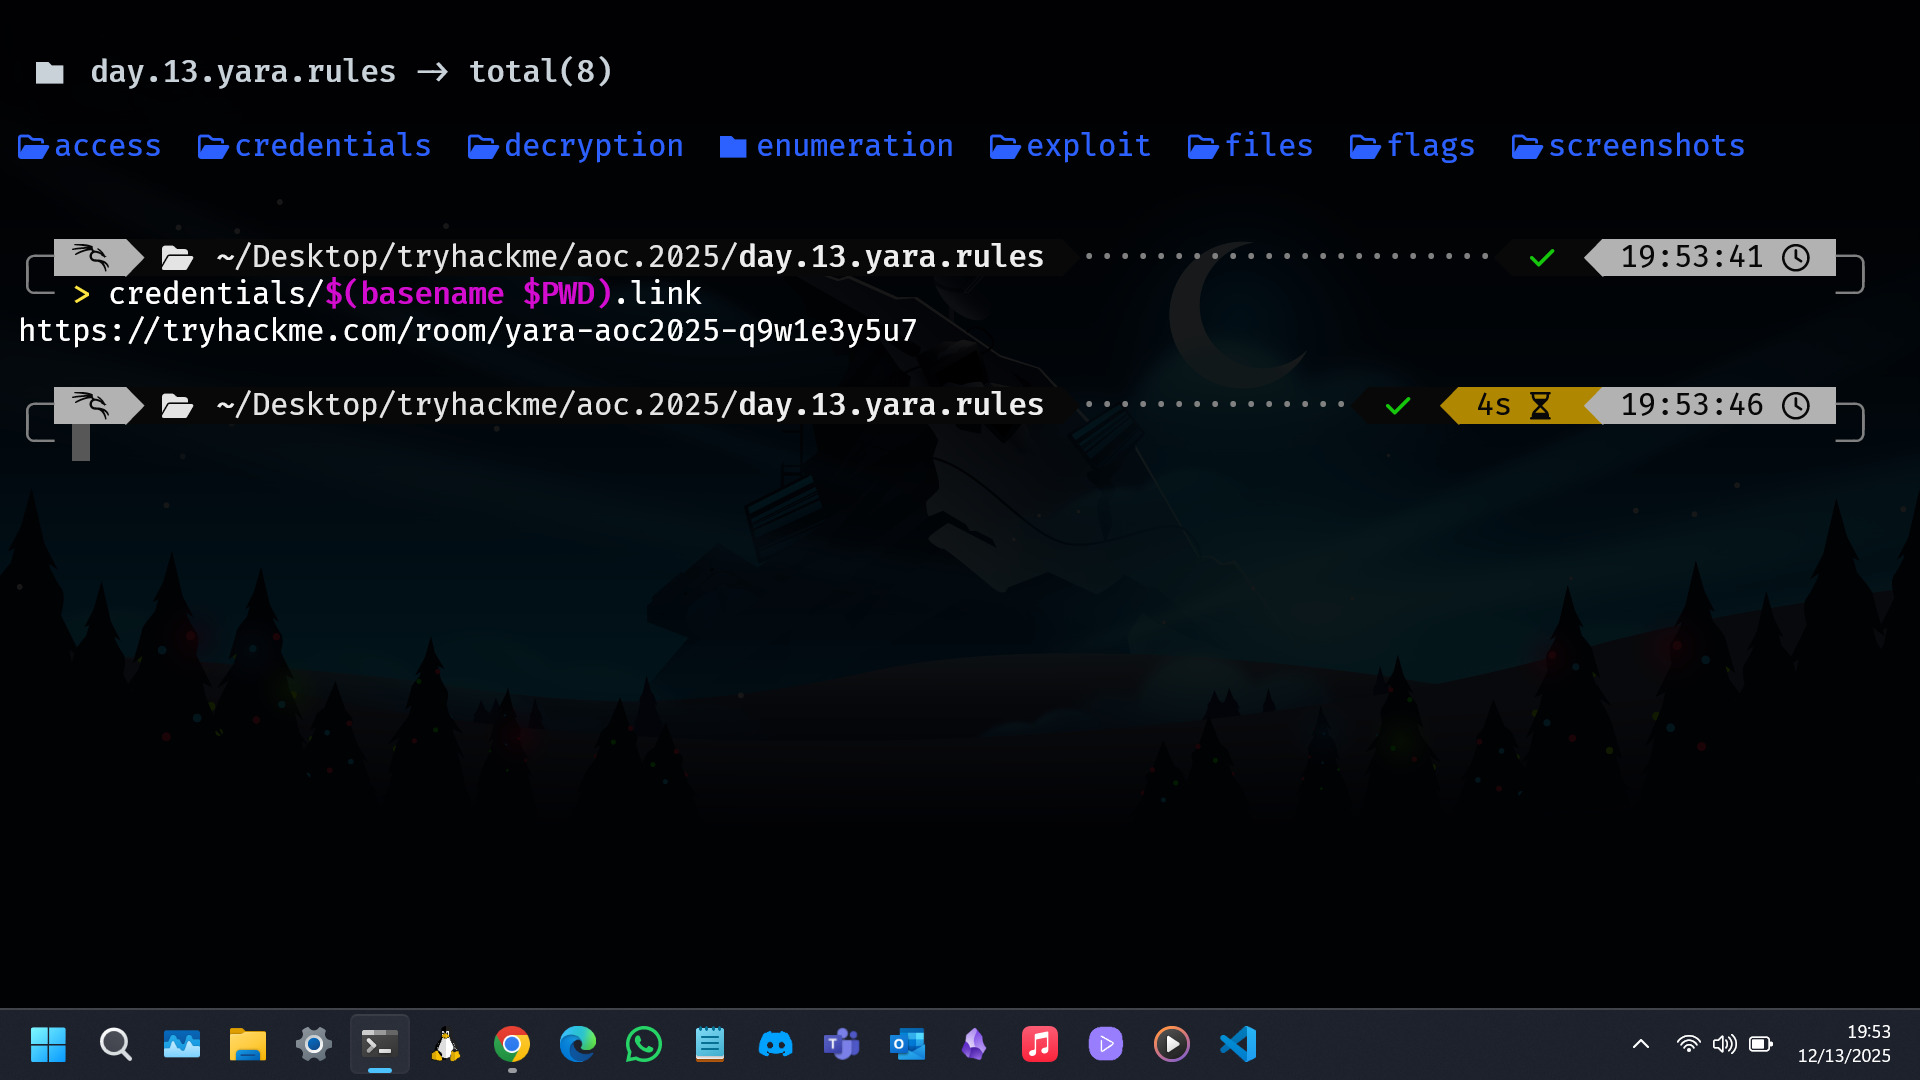 day.13.yara.rules → total(8)
access credentials decryption enumeration exploit files flags screenshots
~/Desktop/tryhackme/aoc.2025/day.13.yara.rules 19:53:41
> credentials/$(basename $PWD).link
https://tryhackme.com/room/yara-aoc2025-q9w1e3y5u7
~/Desktop/tryhackme/aoc.2025/day.13.yara.rules 4s 19:53:46
19:53
12/13/2025